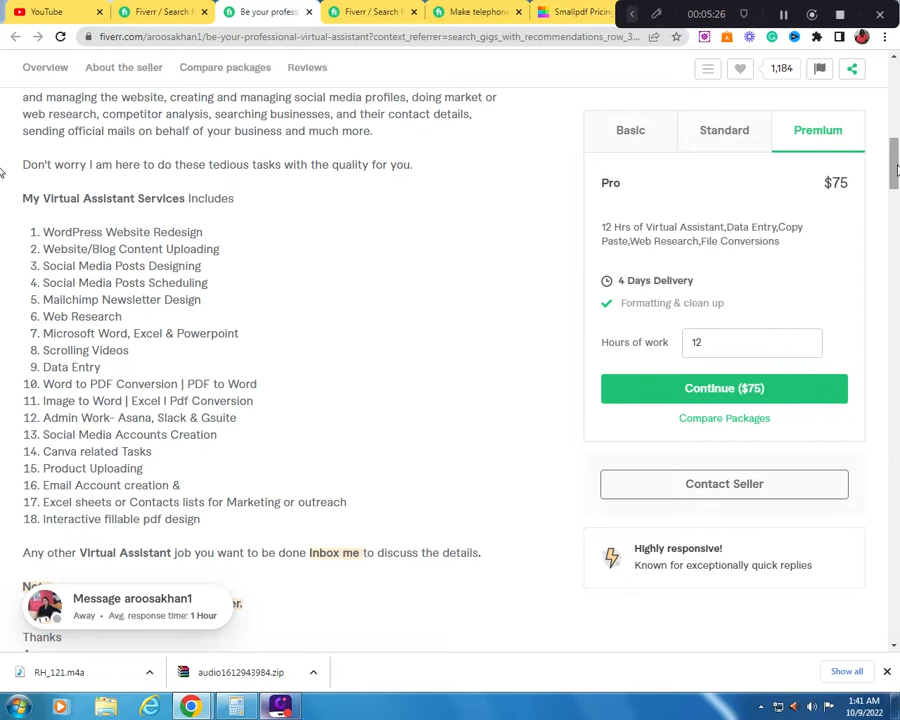 YouTube
Fiverr / Search
Be your profess
Fiverr / Search
Make telephon
Smallpdf Pricing
00:05:26
fiverr.com/aroosakhan1/be-your-professional-virtual-assistant?context_referrer=search_gigs_with_recommendations_row_3...
Overview About the seller Compare packages Reviews
1,184
and managing the website, creating and managing social media profiles, doing market or
web research, competitor analysis, searching businesses, and their contact details,
sending official mails on behalf of your business and much more.
Don't worry I am here to do these tedious tasks with the quality for you.
My Virtual Assistant Services Includes
1. WordPress Website Redesign
2. Website/Blog Content Uploading
3. Social Media Posts Designing
4. Social Media Posts Scheduling
5. Mailchimp Newsletter Design
6. Web Research
7. Microsoft Word, Excel & Powerpoint
8. Scrolling Videos
9. Data Entry
10. Word to PDF Conversion | PDF to Word
11. Image to Word | Excel | Pdf Conversion
12. Admin Work- Asana, Slack & Gsuite
13. Social Media Accounts Creation
14. Canva related Tasks
15. Product Uploading
16. Email Account creation &
17. Excel sheets or Contacts lists for Marketing or outreach
18. Interactive fillable pdf design
Any other Virtual Assistant job you want to be done Inbox me to discuss the details.
er.
Thanks
Message aroosakhan1
Away • Avg. response time: 1 Hour
Basic Standard Premium
Pro $75
12 Hrs of Virtual Assistant,Data Entry,Copy
Paste,Web Research,File Conversions
4 Days Delivery
Formatting & clean up
Hours of work 12
Continue ($75)
Compare Packages
Contact Seller
Highly responsive!
Known for exceptionally quick replies
RH_121.m4a
audio1612943984.zip
Show all
1:41 AM
10/9/2022